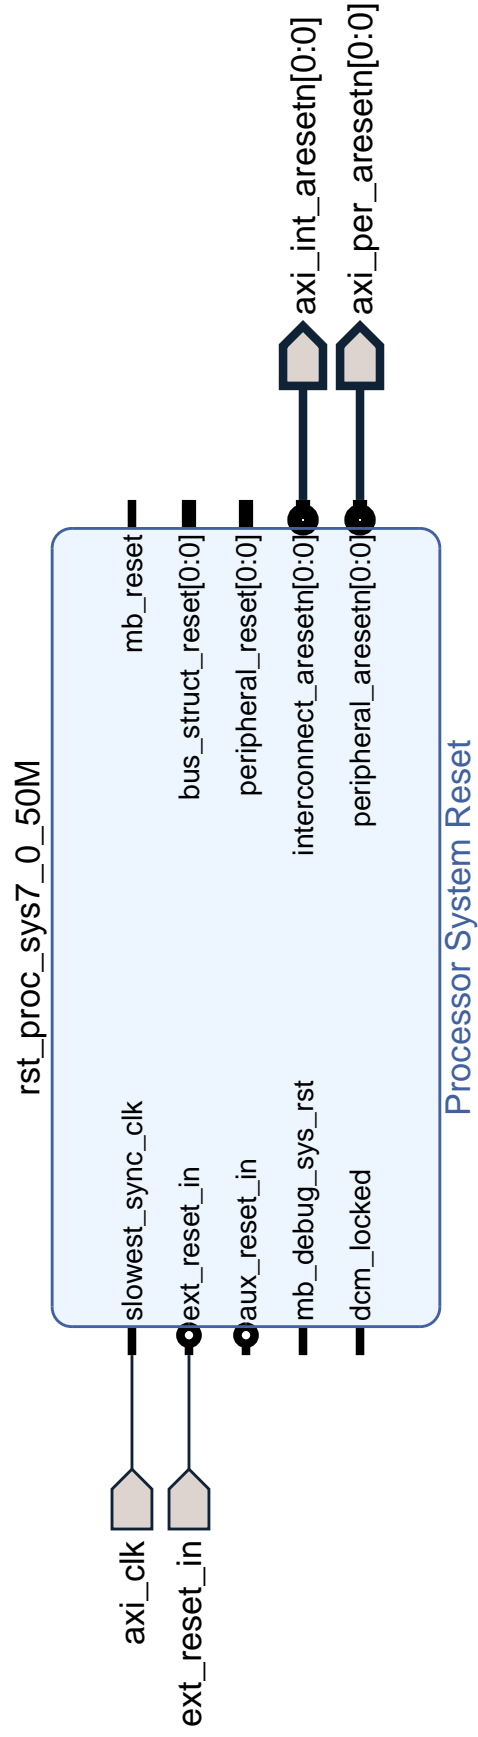 rst_proc_sys7_0_50M
axi_clk
ext_reset_in
slowest_sync_clk
ext_reset_in
aux_reset_in
mb_debug_sys_rst
dcm_locked
mb_reset
bus_struct_reset[0:0]
peripheral_reset[0:0]
interconnect_aresetn[0:0]
peripheral_aresetn[0:0]
axi_int_aresetn[0:0]
axi_per_aresetn[0:0]
Processor System Reset